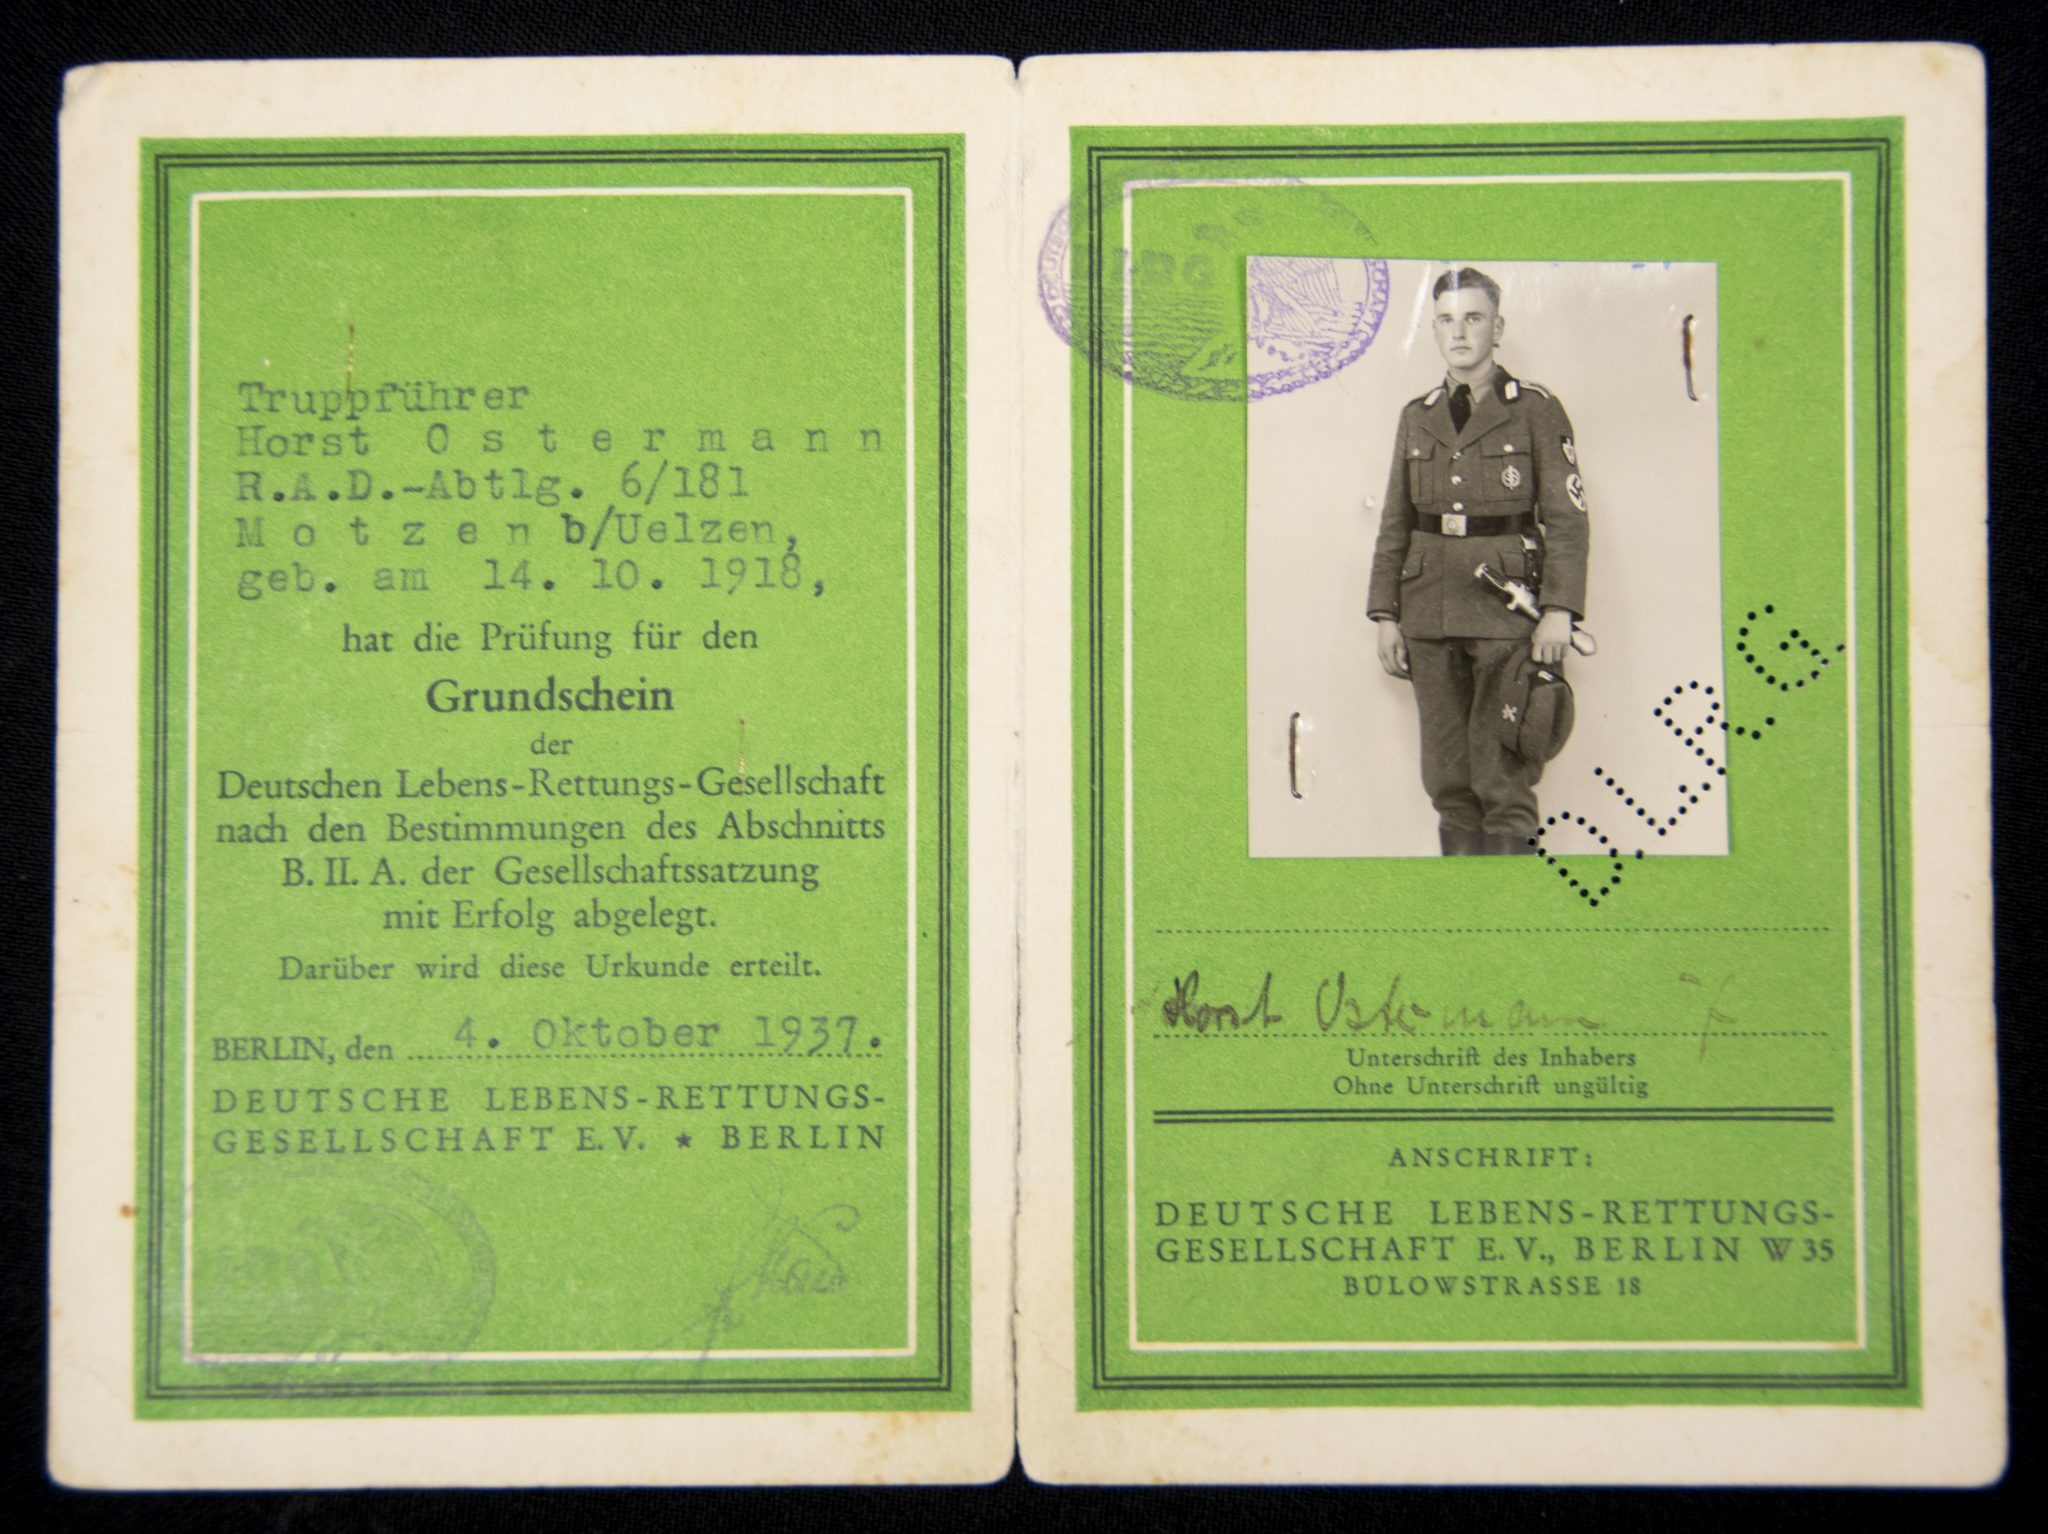 Truppführer
Horst Ostermann
R.A.D.-Abtlg. 6/181
Motzen b/Uelzen,
geb. am 14. 10. 1918,
hat die Prüfung für den
Grundschein
der
Deutschen Lebens-Rettungs-Gesellschaft
nach den Bestimmungen des Abschnitts
B. II. A. der Gesellschaftssatzung
mit Erfolg abgelegt.
Darüber wird diese Urkunde erteilt.
BERLIN, den 4. Oktober 1937.
DEUTSCHE LEBENS-RETTUNGS-
GESELLSCHAFT E. V. ★ BERLIN
DLRG
DLRG
Horst Ostermann
Unterschrift des Inhabers
Ohne Unterschrift ungültig
ANSCHRIFT:
DEUTSCHE LEBENS-RETTUNGS-
GESELLSCHAFT E. V., BERLIN W 35
BÜLOWSTRASSE 18